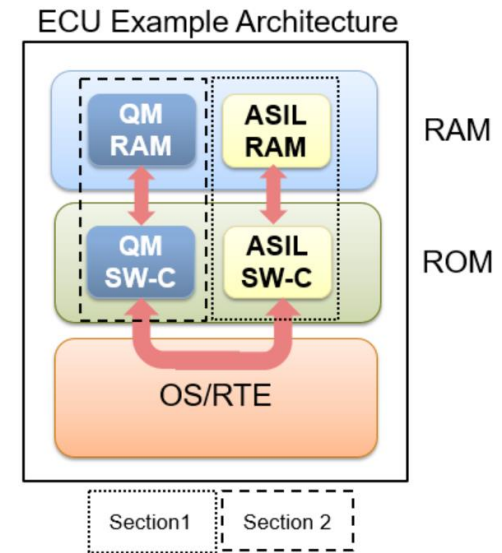 ECU Example Architecture
QM
RAM
ASIL
RAM
RAM
QM
SW-C
ASIL
SW-C
ROM
OS/RTE
Section1
Section 2